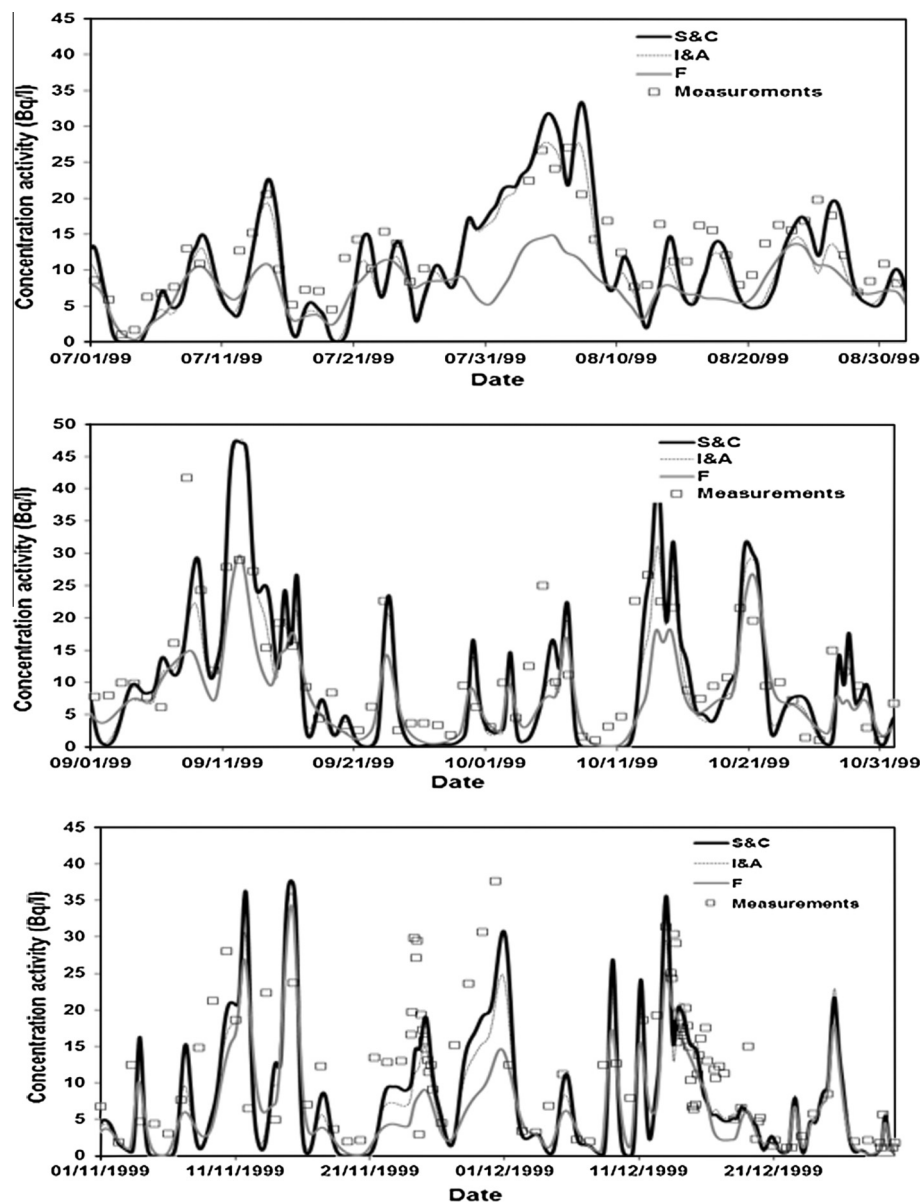 45
40
35
30
25
20
15
10
5
0
Concentration activity (Bq/l)
S&C
I&A
F
Measurements
07/01/99 07/11/99 07/21/99 07/31/99 08/10/99 08/20/99 08/30/99
Date
50
45
40
35
30
25
20
15
10
5
0
Concentration activity (Bq/l)
S&C
I&A
F
Measurements
09/01/99 09/11/99 09/21/99 10/01/99 10/11/99 10/21/99 10/31/99
Date
45
40
35
30
25
20
15
10
5
0
Concentration activity (Bq/l)
S&C
I&A
F
Measurements
01/11/1999 11/11/1999 21/11/1999 01/12/1999 11/12/1999 21/12/1999
Date